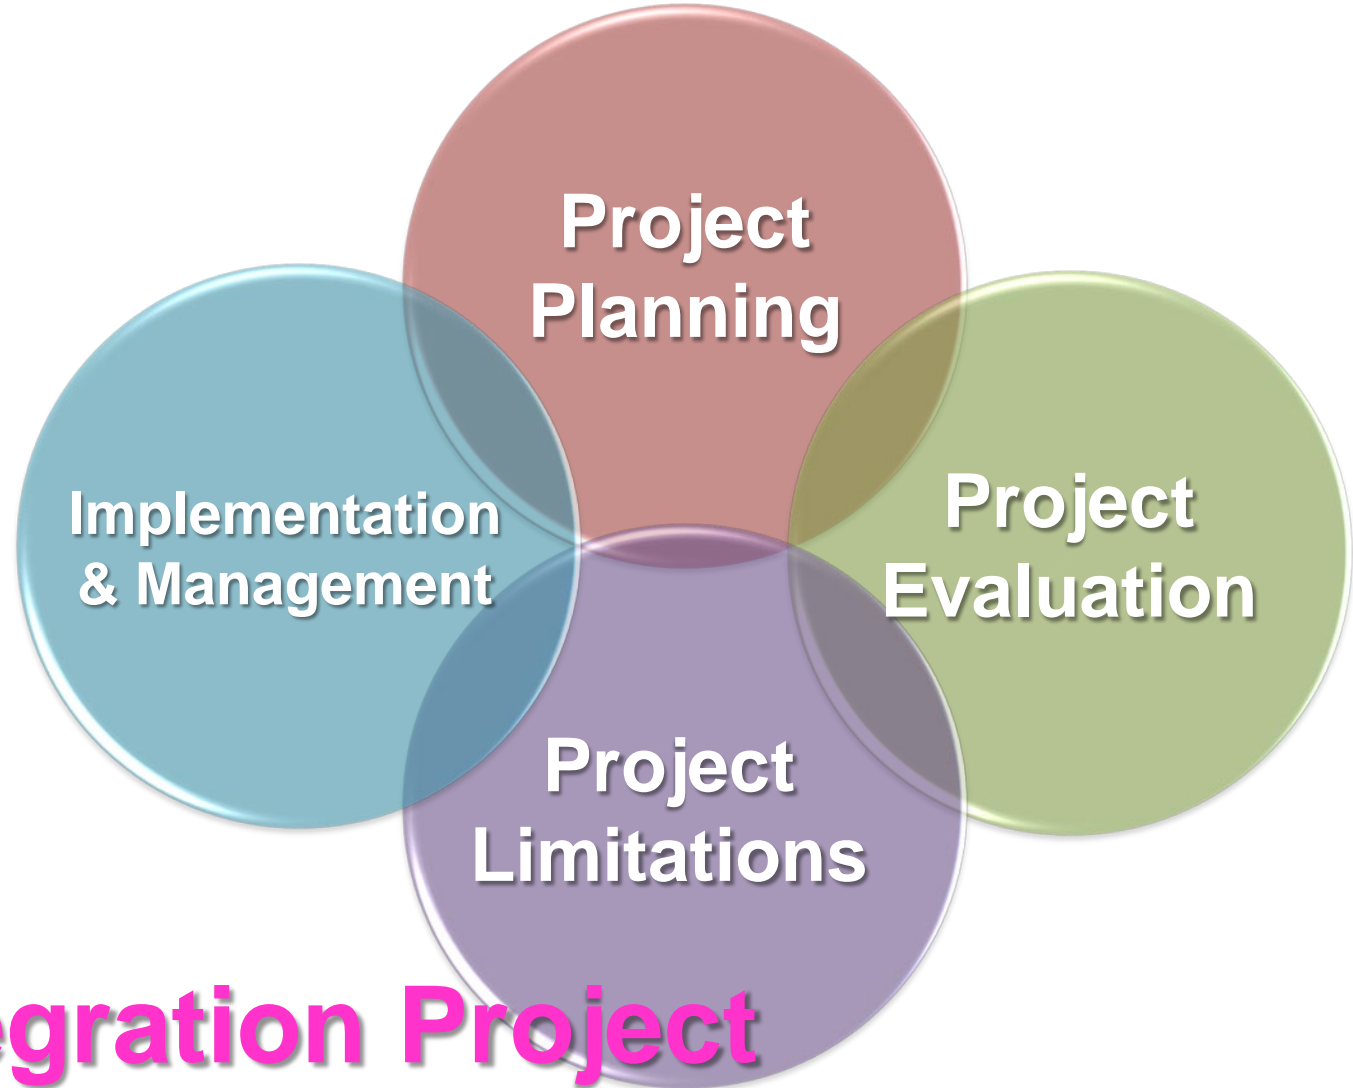 Project
Planning
Implementation
& Management
Project
Evaluation
Project
Limitations
egration Project